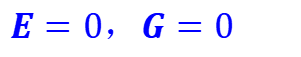 E = 0, G = 0